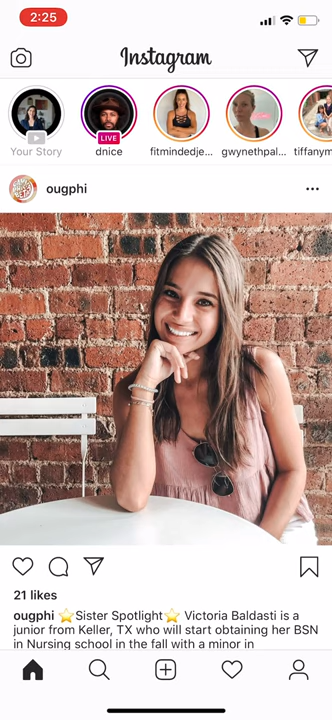 2:25
Instagram
Your Story
dnice
fitmindedje...
gwynethpal...
tiffanym
LIVE
ougphi
21 likes
ougphi ⭐Sister Spotlight⭐ Victoria Baldasti is a
junior from Keller, TX who will start obtaining her BSN
in Nursing school in the fall with a minor in